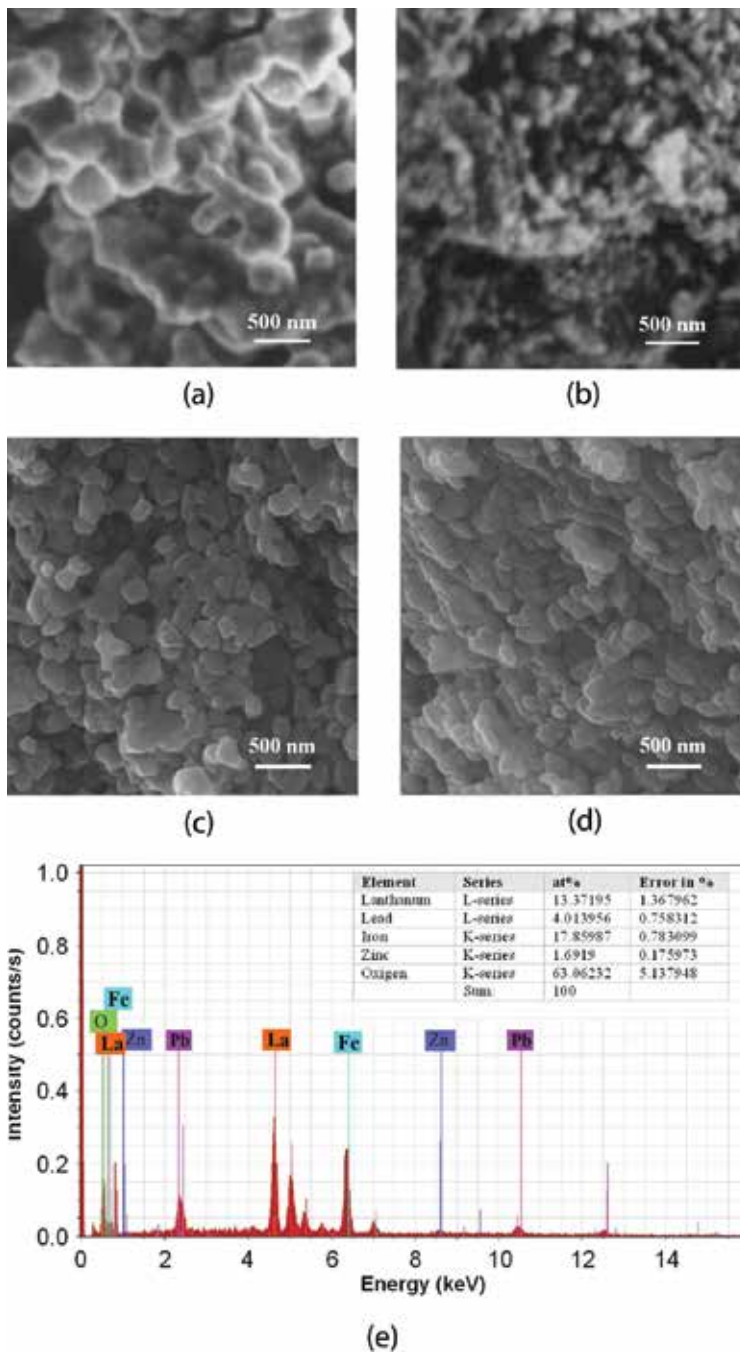 500 nm
500 nm
(a)
(b)
500 nm
500 nm
(c)
(d)
Element Series at% Error in %
Lanthanum L-series 13.37195 1.367962
Lead L-series 4.013956 0.758312
Iron K-series 17.85987 0.783099
Zinc K-series 1.6919 0.175973
Oxigen K-series 63.06232 5.137948
Sum 100
1.0
0.8
0.6
0.4
0.2
0.0
Intensity (counts/s)
Fe
O
La
Zn
Pb
La
Fe
Zn
Pb
0 2 4 6 8 10 12 14
Energy (keV)
(e)